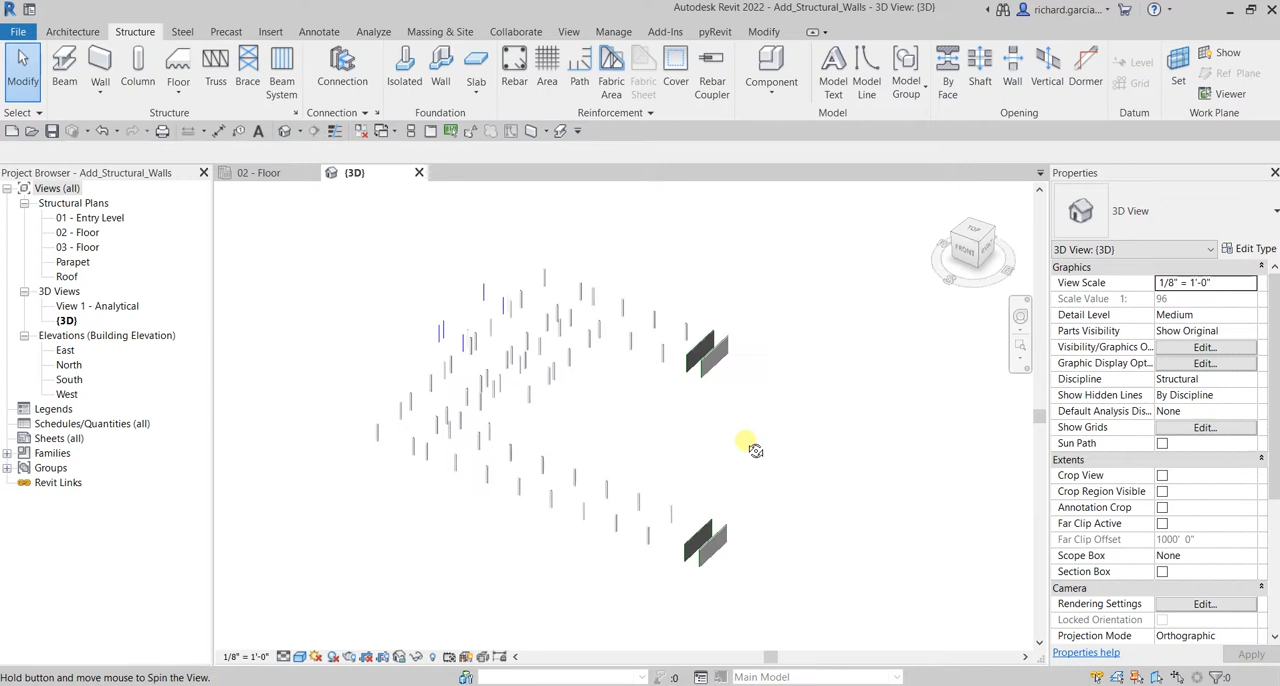 Autodesk Revit 2022 - Add_Structural_Walls - 3D View: {3D}
richard.garcia...
File Architecture Structure Steel Precast Insert Annotate Analyze Massing & Site Collaborate View Manage Add-Ins pyRevit Modify
Modify Beam Wall Column Floor Truss Brace Beam System Connection Isolated Wall Slab Rebar Area Path Fabric Area Fabric Sheet Cover Rebar Coupler Component Model Text Model Line Model Group By Face Shaft Wall Vertical Dormer Level Grid Set Show Ref Plane Viewer
Select Structure Connection Foundation Reinforcement Model Opening Datum Work Plane
Project Browser - Add_Structural_Walls
Views (all)
Structural Plans
01 - Entry Level
02 - Floor
03 - Floor
Parapet
Roof
3D Views
View 1 - Analytical
{3D}
Elevations (Building Elevation)
East
North
South
West
Legends
Schedules/Quantities (all)
Sheets (all)
Families
Groups
Revit Links
02 - Floor
{3D}
TOP
FRONT
Properties
3D View
3D View: {3D}
Edit Type
Graphics
View Scale 1/8" = 1'-0"
Scale Value 1: 96
Detail Level Medium
Parts Visibility Show Original
Visibility/Graphics O... Edit...
Graphic Display Opt... Edit...
Discipline Structural
Show Hidden Lines By Discipline
Default Analysis Dis... None
Show Grids Edit...
Sun Path
Extents
Crop View
Crop Region Visible
Annotation Crop
Far Clip Active
Far Clip Offset 1000' 0"
Scope Box None
Section Box
Camera
Rendering Settings Edit...
Locked Orientation
Projection Mode Orthographic
Properties help
Apply
1/8" = 1'-0"
Hold button and move mouse to Spin the View.
:0
Main Model
:0